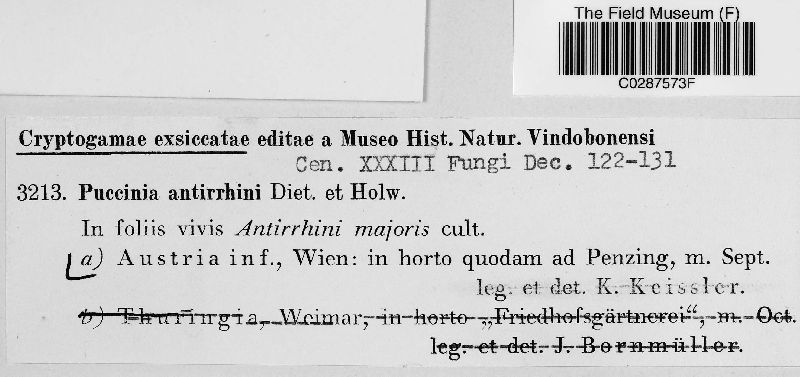 The Field Museum (F)
C0287573F
Cryptogamae exsiccatae editae a Museo Hist. Natur. Vindobonensi
Cen. XXXIII Fungi Dec. 122-131
3213. Puccinia antirrhini Diet. et Holw.
In foliis vivis Antirrhini majoris cult.
a) Austria inf., Wien: in horto quodam ad Penzing, m. Sept.
leg. et det. K. Keissler.
b) Thuringia, Weimar, in horto „Friedhofsgärtnerei“, m. Oct.
leg. et det. J. Bornmüller.